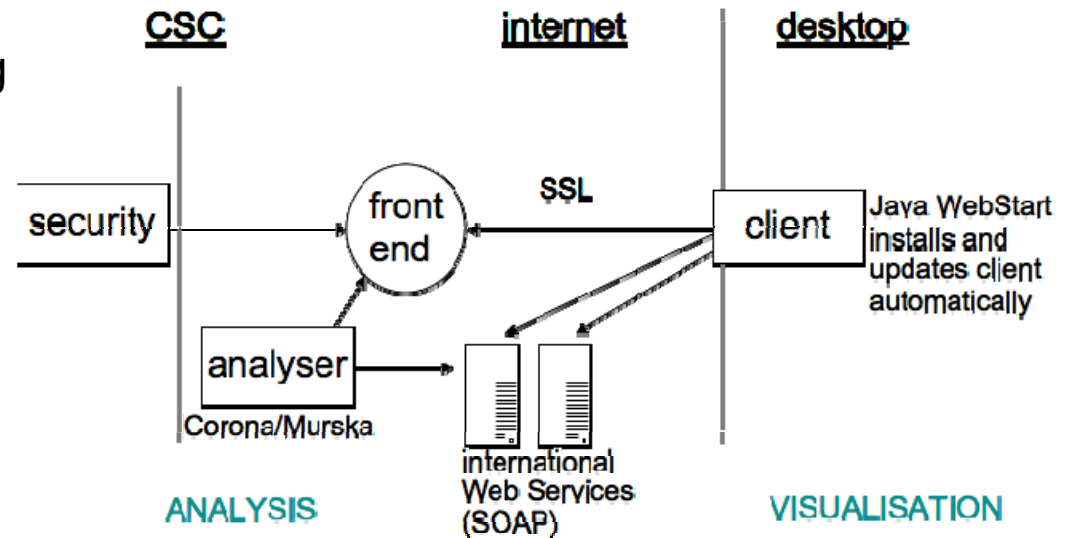 CSC
internet
desktop
g
security
front
end
SSL
client
Java WebStart
installs and
updates client
automatically
analyser
Corona/Murska
international
Web Services
(SOAP)
ANALYSIS
VISUALISATION